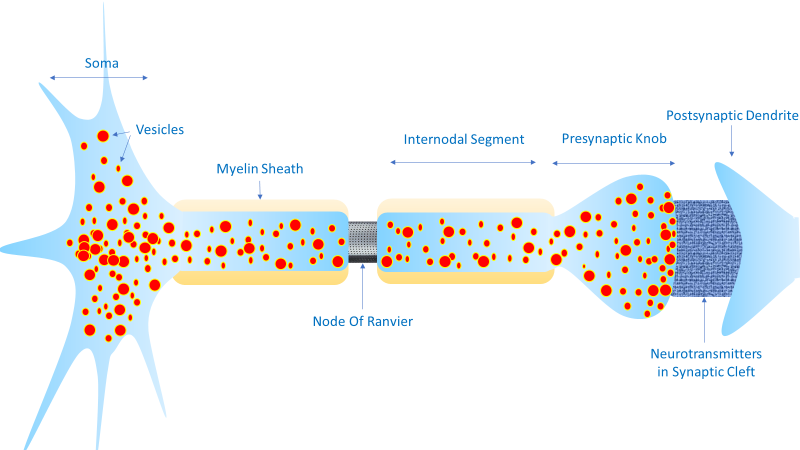 Soma
Vesicles
Myelin Sheath
Internodal Segment
Presynaptic Knob
Postsynaptic Dendrite
Node Of Ranvier
Neurotransmitters
in Synaptic Cleft